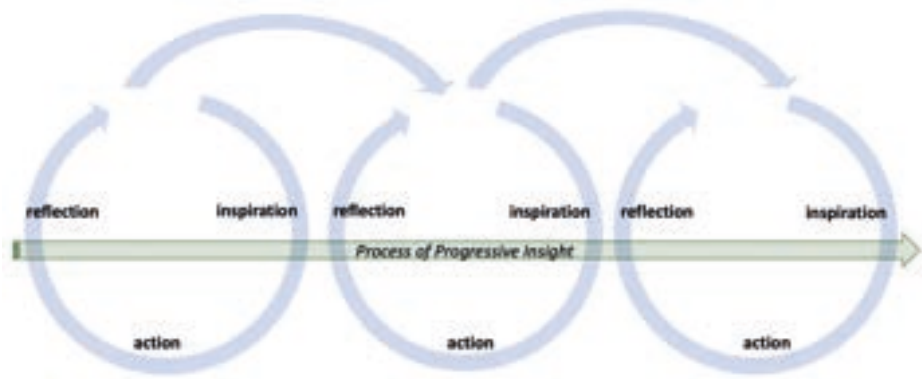 reflection inspiration reflection inspiration reflection inspiration
Process of Progressive Insight
action action action